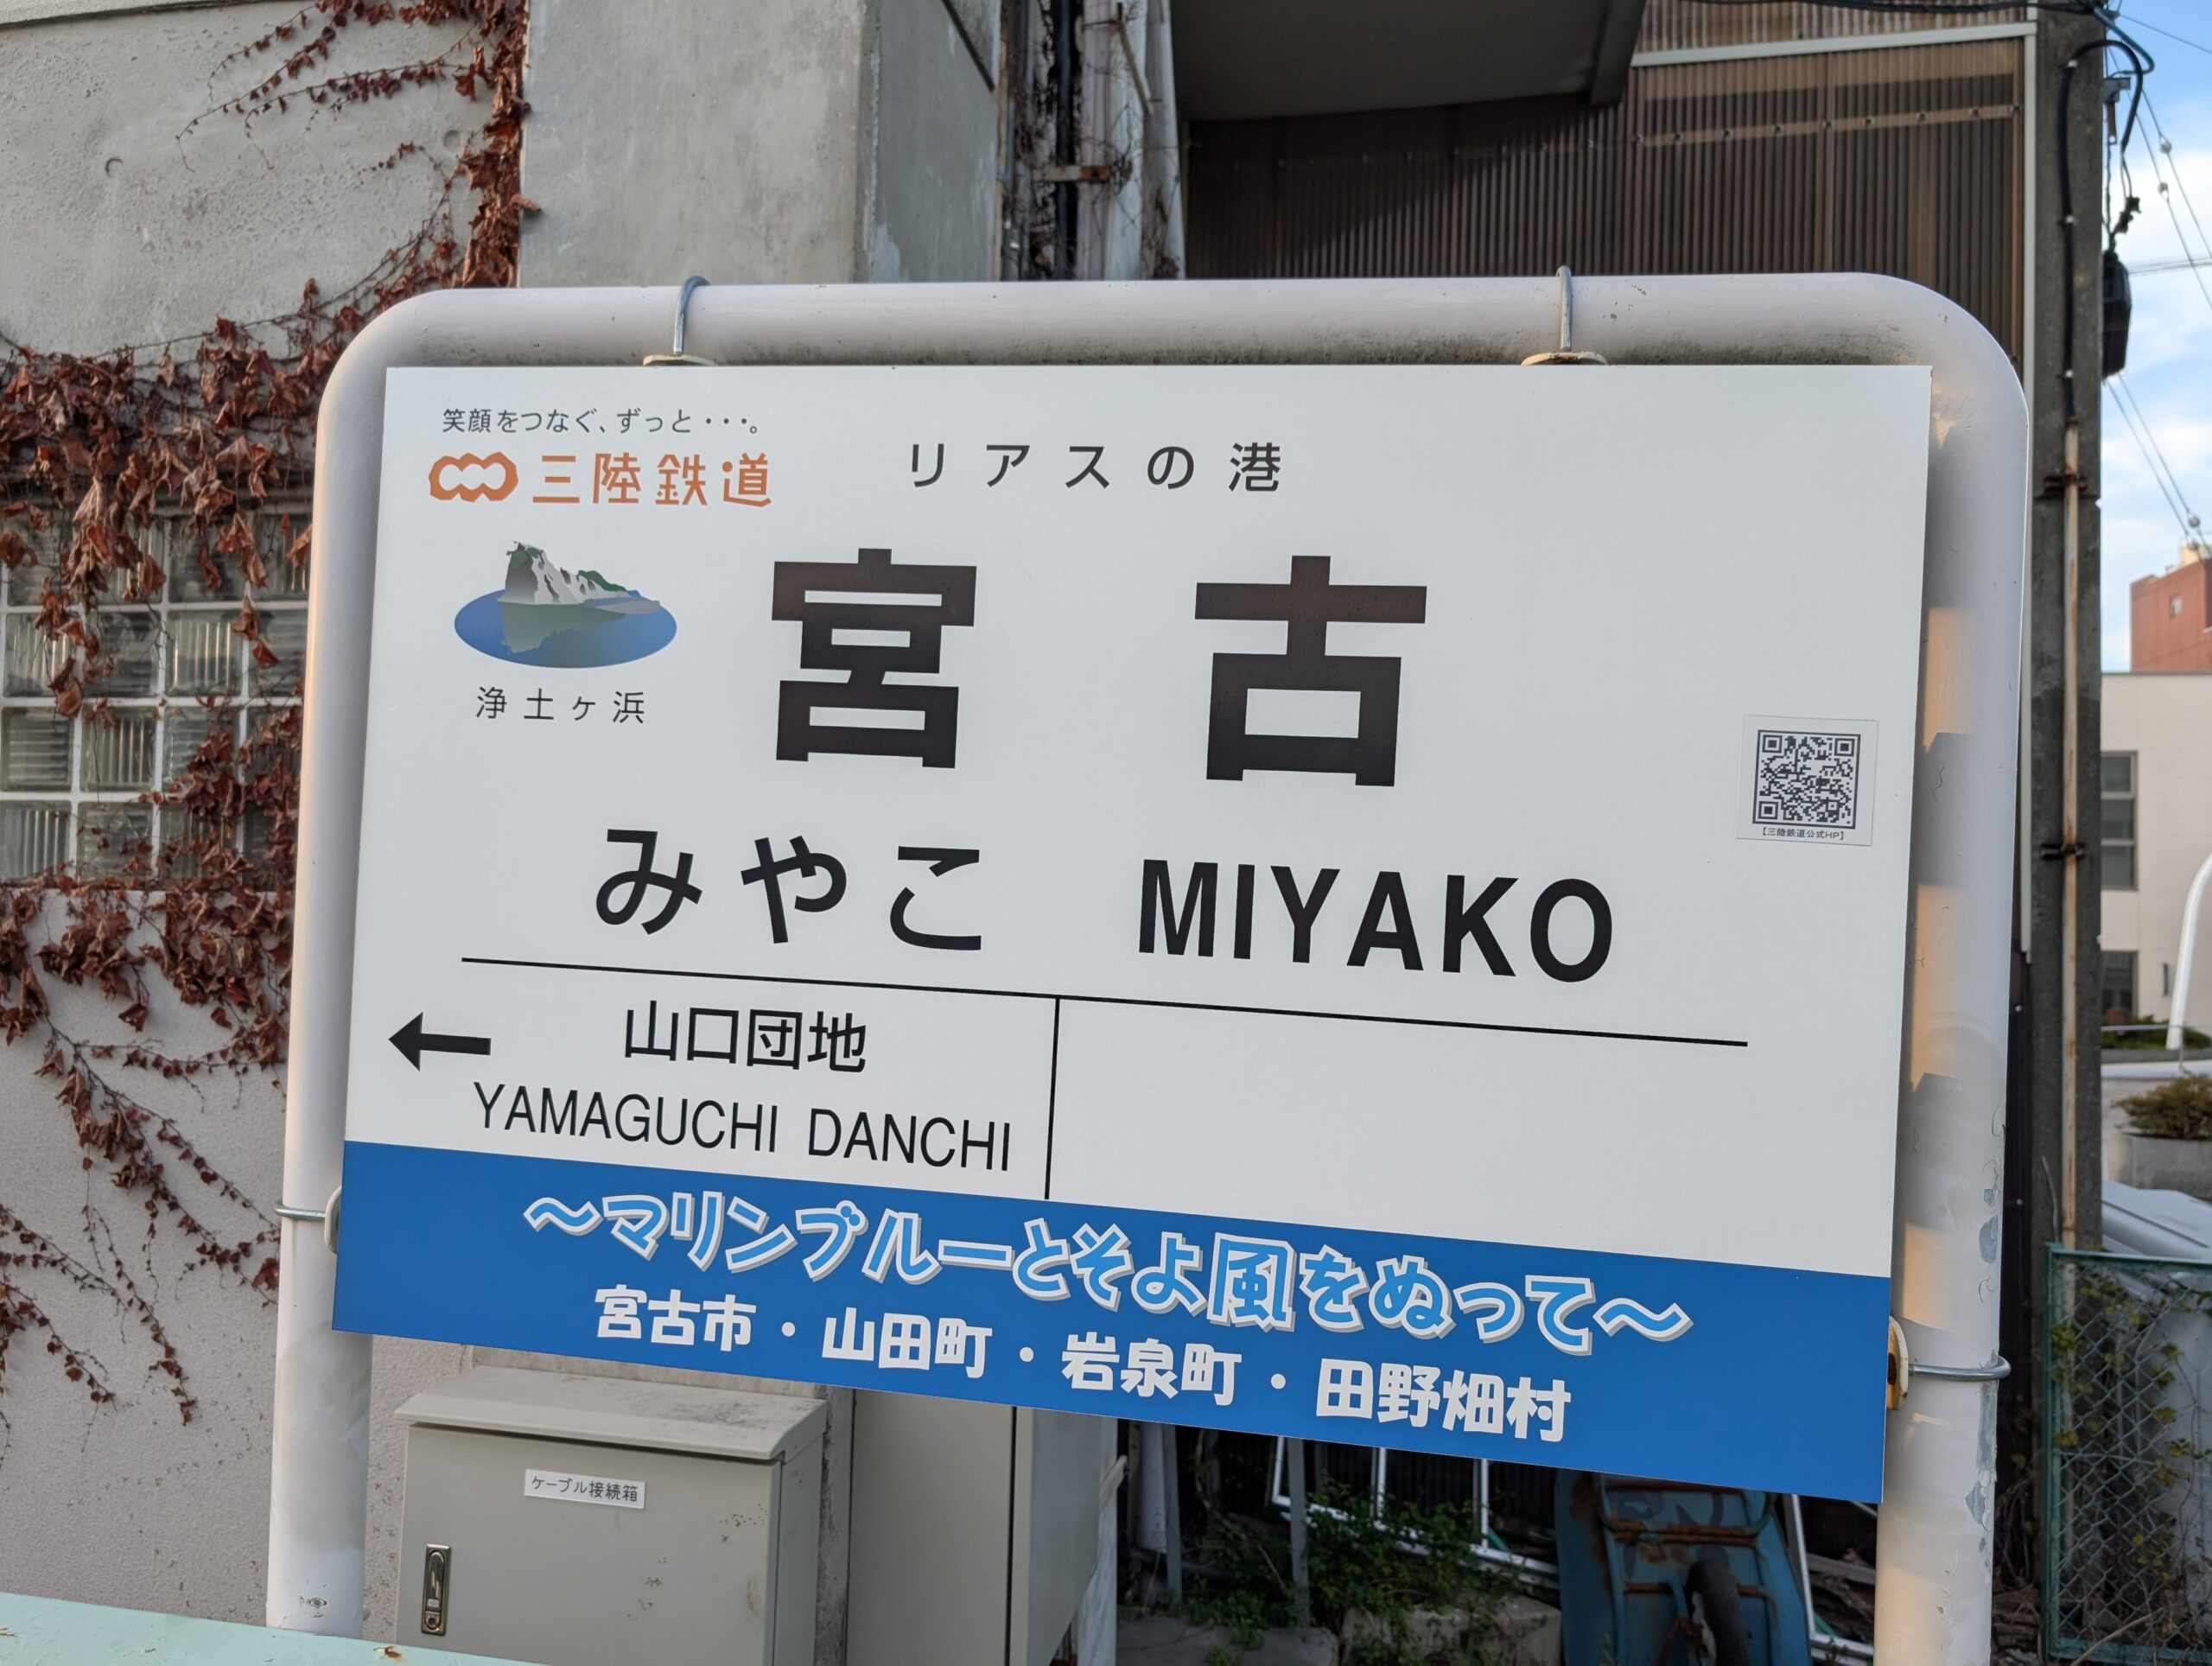 笑顔をつなぐ、ずっと・・・。
三陸鉄道
リアスの港
浄土ヶ浜
宮古
みやこ MIYAKO
【三陸鉄道公式HP】
← 山口団地
YAMAGUCHI DANCHI
～マリンブルーとそよ風をぬって～
宮古市・山田町・岩泉町・田野畑村
ケーブル接続箱